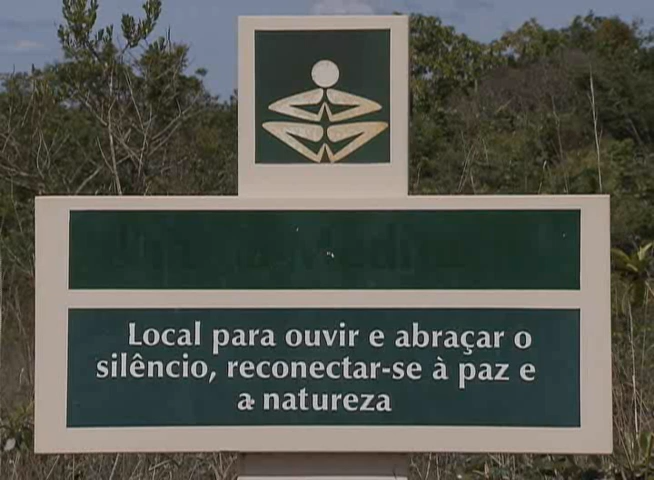 Local para ouvir e abraçar o
silêncio, reconectar-se à paz e
a natureza